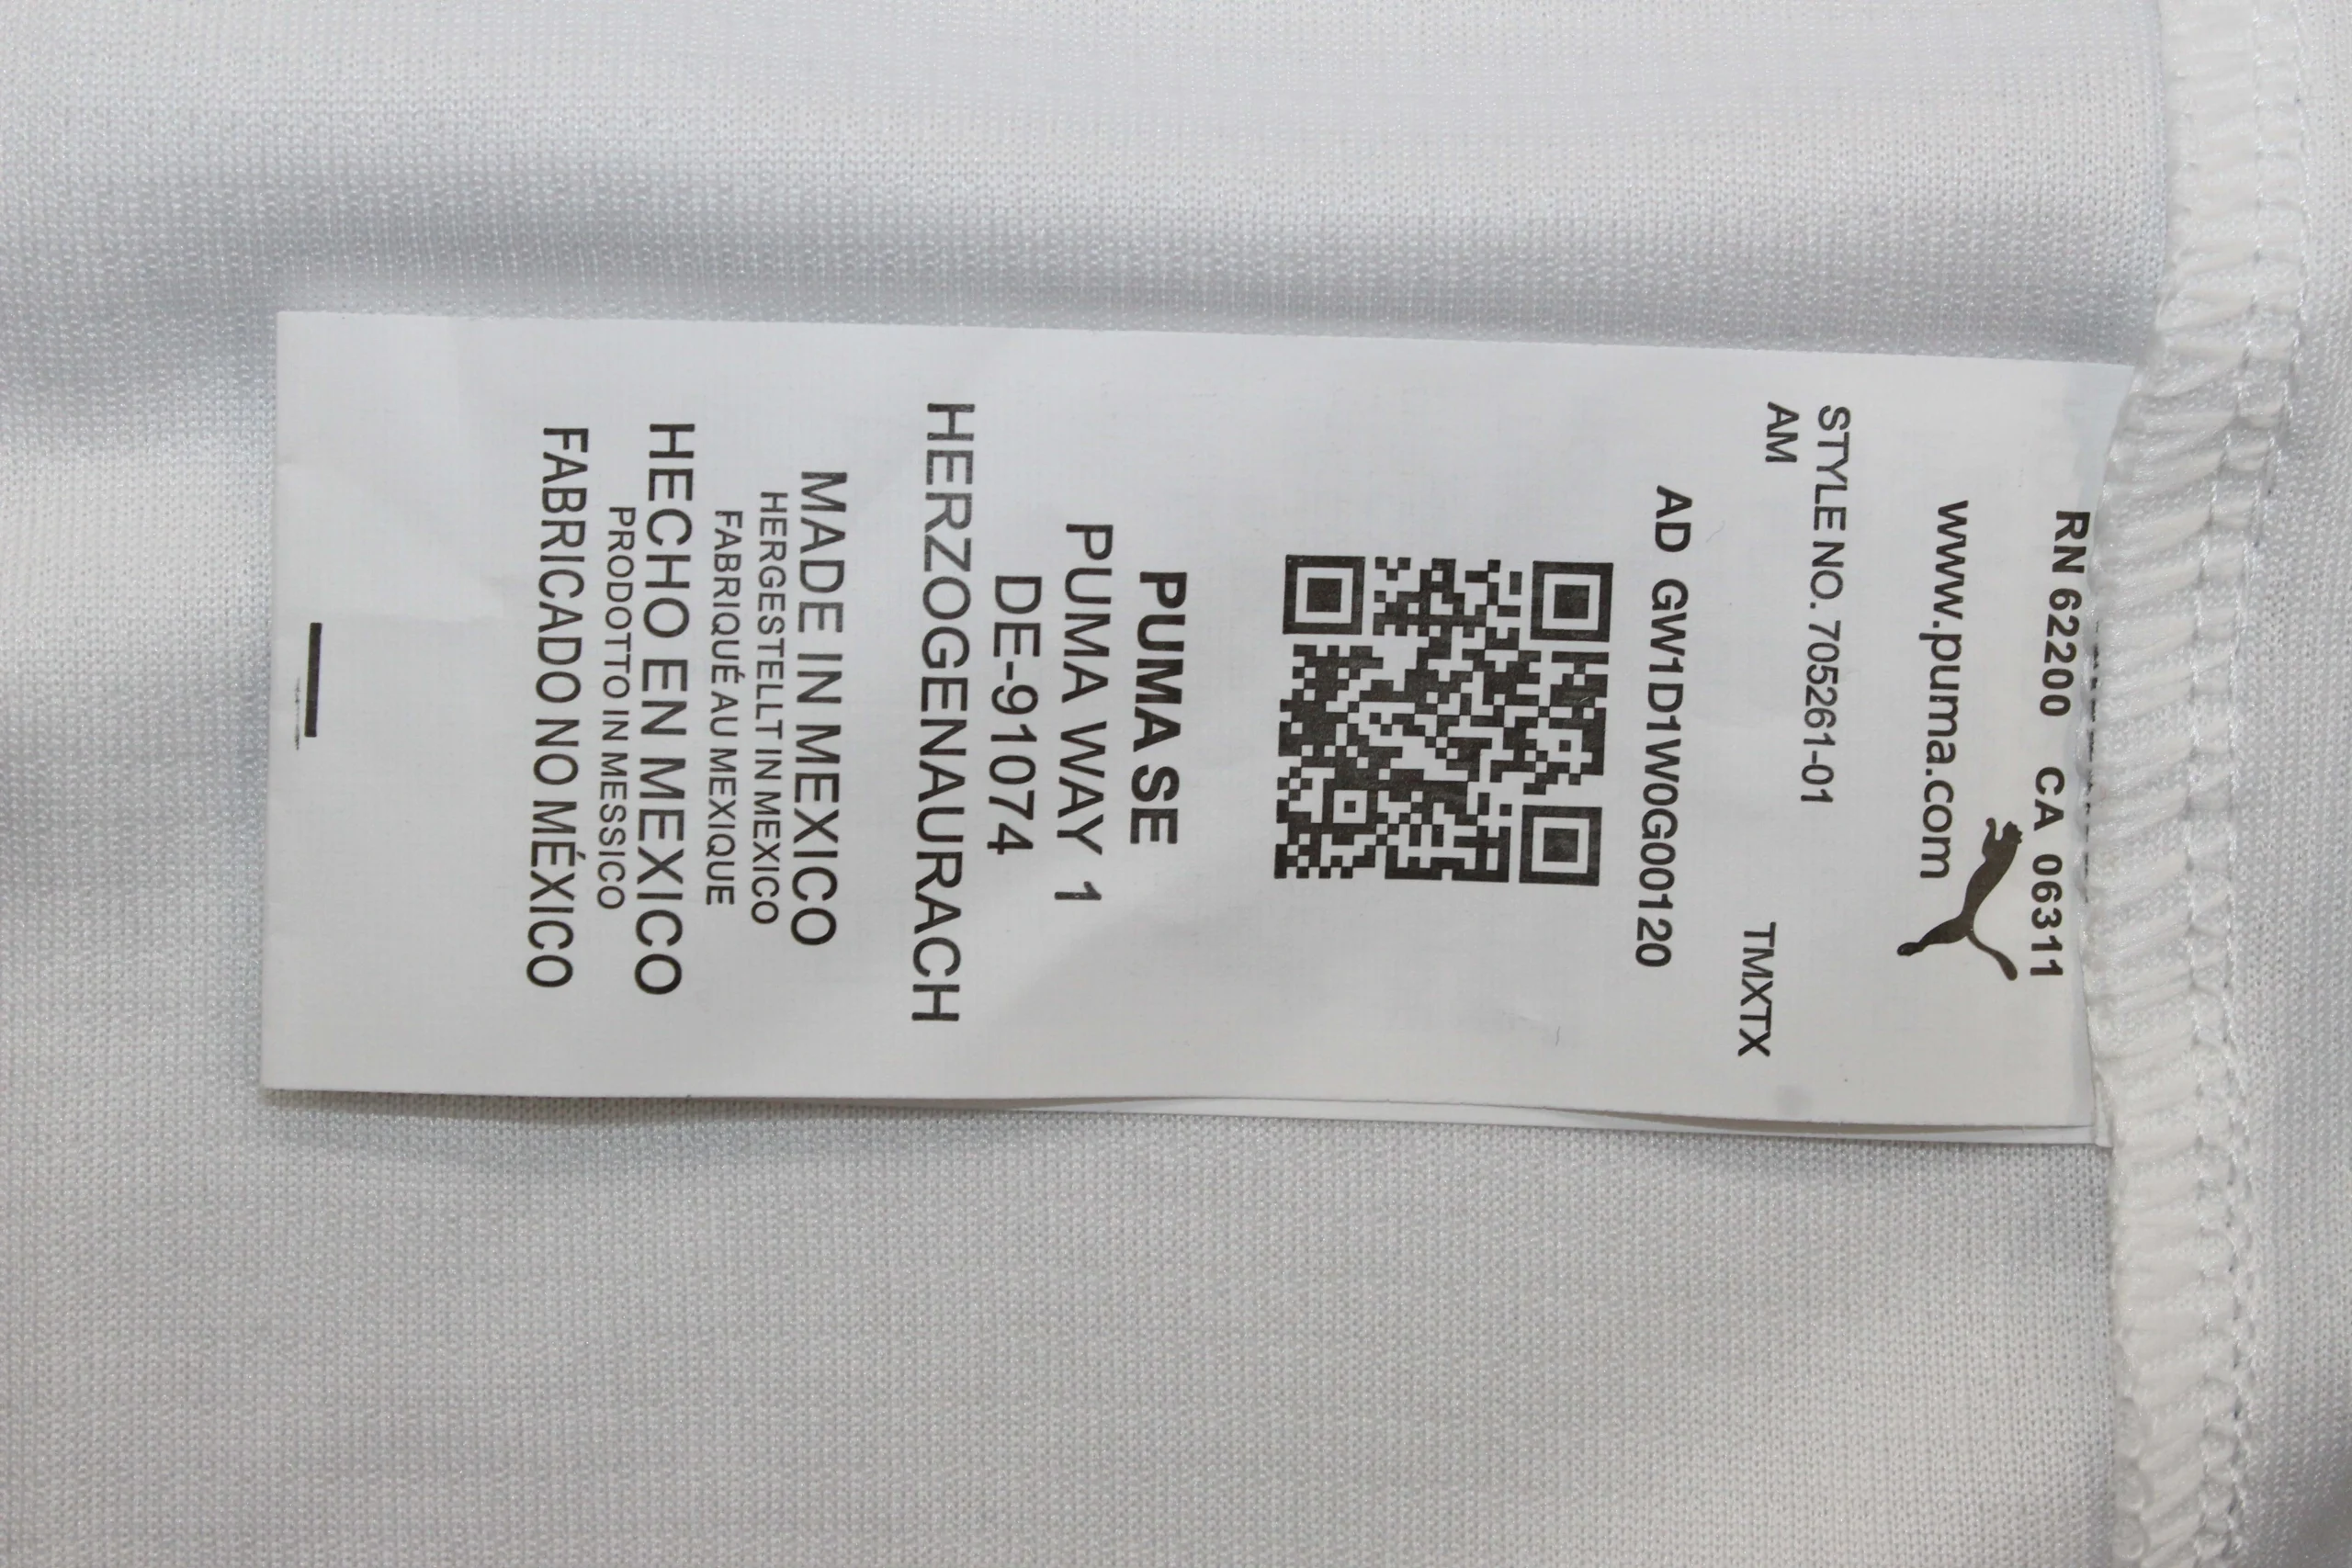 RN 62200 CA 06311
www.puma.com
STYLE NO. 705261-01
AM TMXTX
AD GW1D1W0G00120
PUMA SE
PUMA WAY 1
DE-91074
HERZOGENAURACH
MADE IN MEXICO
HERGESTELLT IN MEXICO
FABRIQUÉ AU MEXIQUE
HECHO EN MEXICO
PRODOTTO IN MESSICO
FABRICADO NO MÉXICO